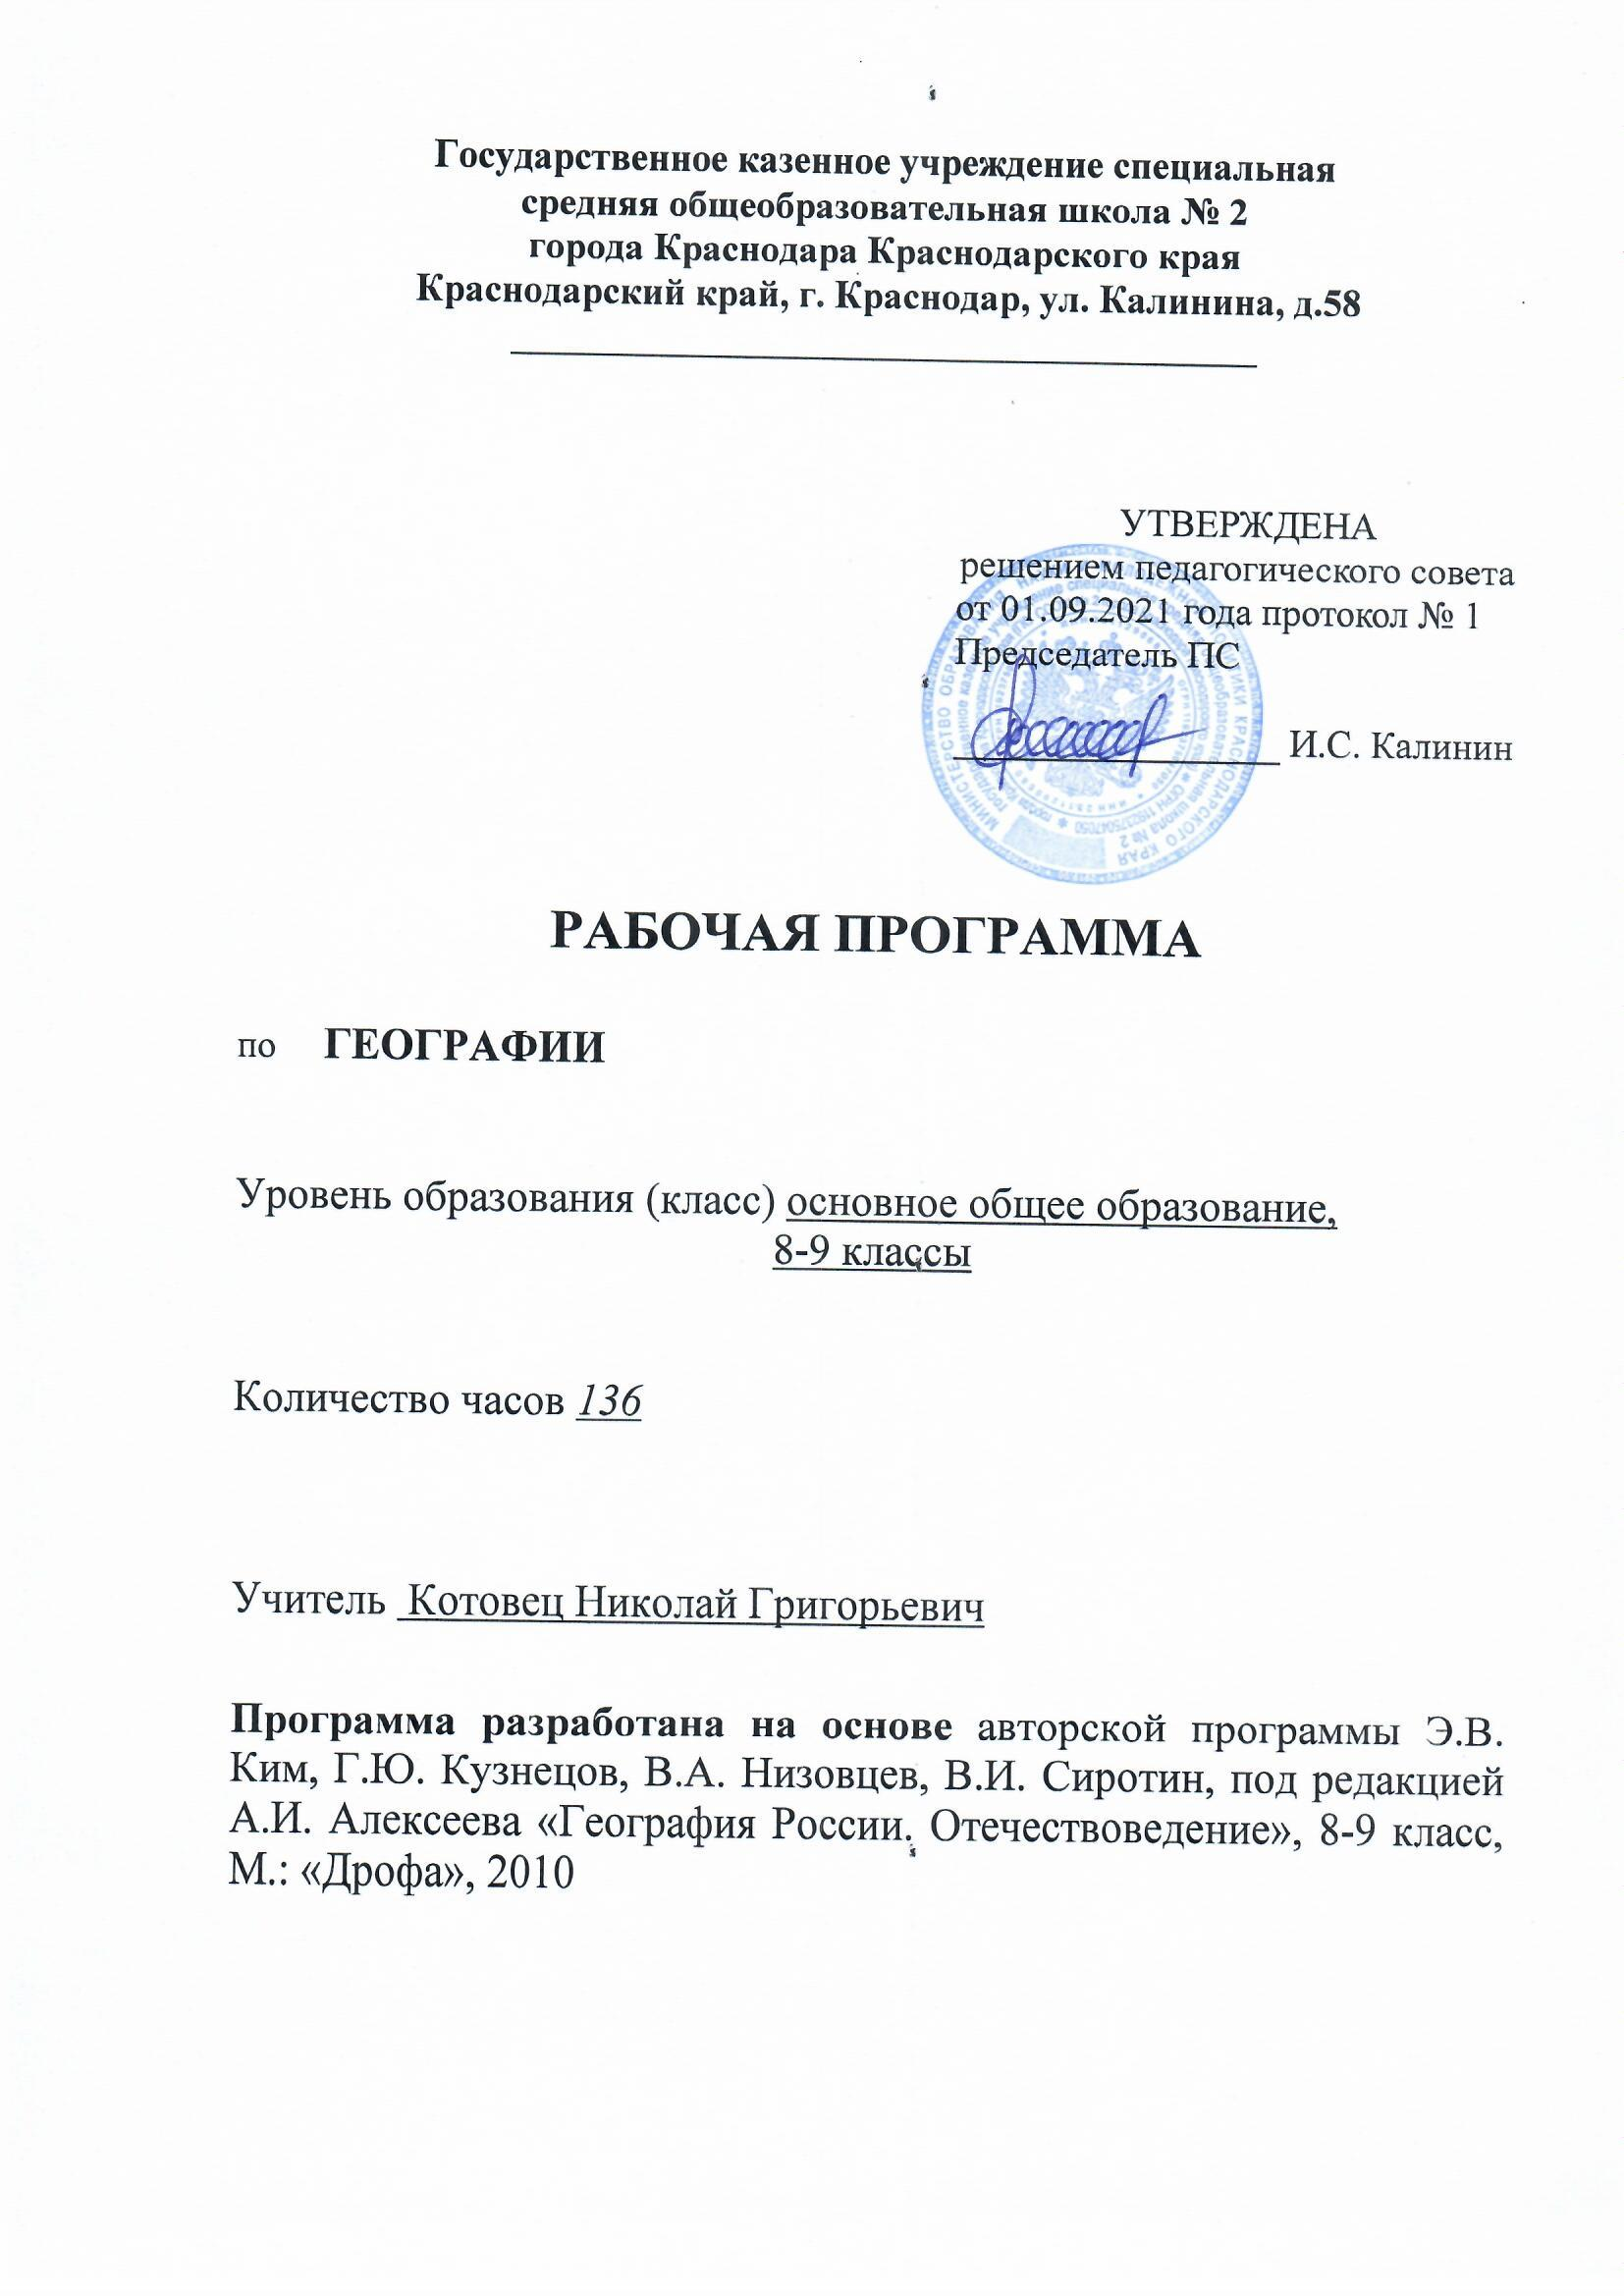 Государственное казенное учреждение специальная
средняя общеобразовательная школа № 2
города Краснодара Краснодарского края
Краснодарский край, г. Краснодар, ул. Калинина, д.58
УТВЕРЖДЕНА
решением педагогического совета
от 01.09.2021 года протокол № 1
Председатель ПС
И.С. Калинин
РАБОЧАЯ ПРОГРАММА
по ГЕОГРАФИИ
Уровень образования (класс) основное общее образование,
8-9 классы
Количество часов 136
Учитель Котовец Николай Григорьевич
Программа разработана на основе авторской программы Э.В.
Ким, Г.Ю. Кузнецов, В.А. Низовцев, В.И. Сиротин, под редакцией
А.И. Алексеева «География России. Отечествоведение», 8-9 класс,
М.: «Дрофа», 2010